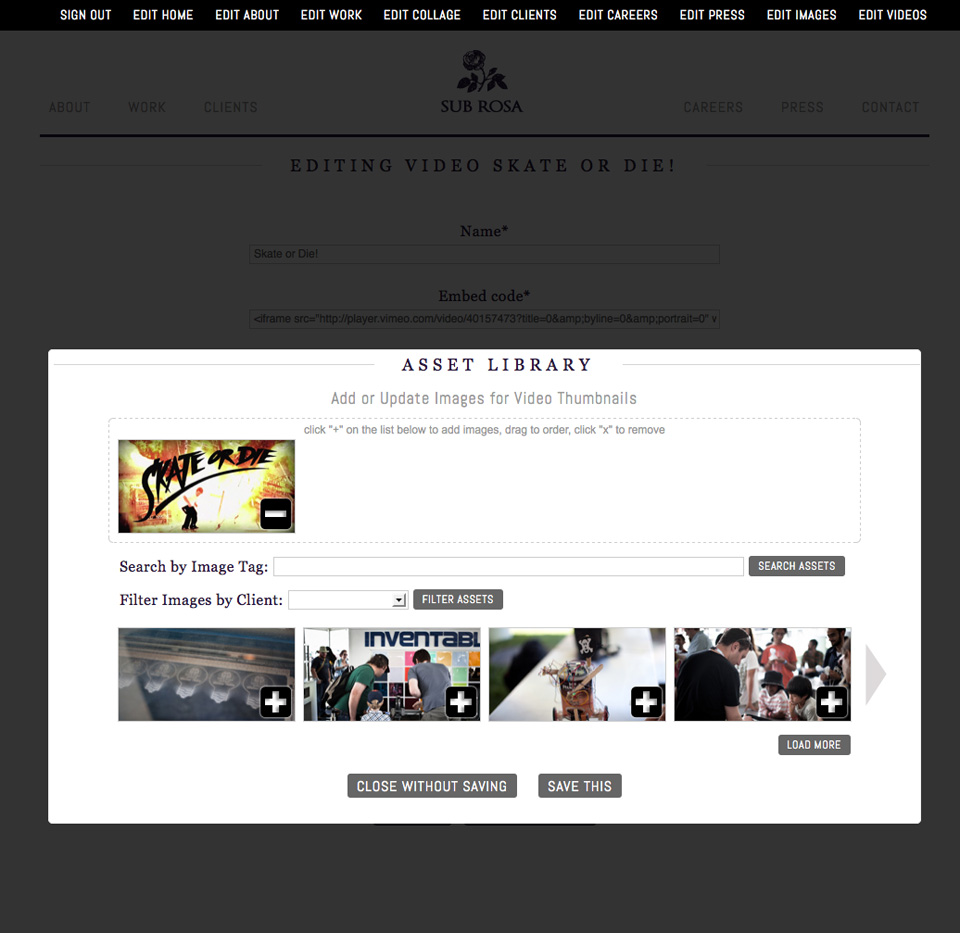 SIGN OUT EDIT HOME EDIT ABOUT EDIT WORK EDIT COLLAGE EDIT CLIENTS EDIT CAREERS EDIT PRESS EDIT IMAGES EDIT VIDEOS
ABOUT WORK CLIENTS SUB ROSA CAREERS PRESS CONTACT
EDITING VIDEO SKATE OR DIE!
Name*
Skate or Die!
Embed code*
<iframe src="http://player.vimeo.com/video/40157473?title=0&amp;byline=0&amp;portrait=0"
ASSET LIBRARY
Add or Update Images for Video Thumbnails
click "+" on the list below to add images, drag to order, click "x" to remove
SKATE OR DIE
Search by Image Tag: SEARCH ASSETS
Filter Images by Client: FILTER ASSETS
INVENTABL
LOAD MORE
CLOSE WITHOUT SAVING SAVE THIS